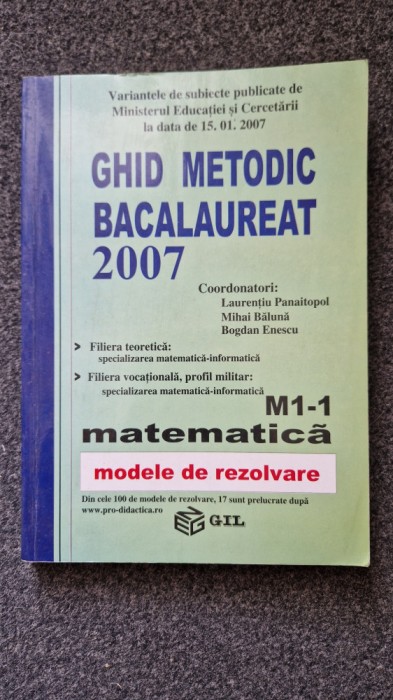 Variantele de subiecte publicate de
Ministerul Educației și Cercetării
la data de 15. 01. 2007
GHID METODIC
BACALAUREAT
2007
Coordonatori:
Laurențiu Panaitopol
Mihai Bălună
Bogdan Enescu
> Filiera teoretică:
specializarea matematică-informatică
> Filiera vocațională, profil militar:
specializarea matematică-informatică
M1-1
matematică
modele de rezolvare
Din cele 100 de modele de rezolvare, 17 sunt prelucrate după
www.pro-didactica.ro
GIL